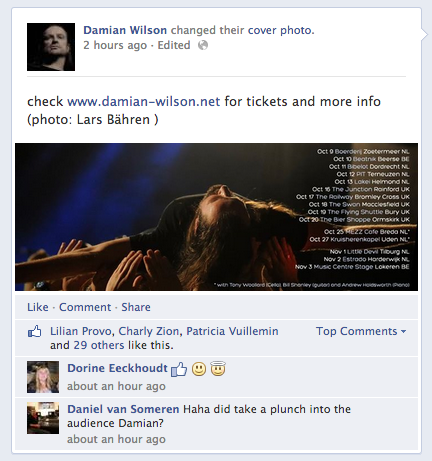 Damian Wilson changed their cover photo.
2 hours ago · Edited
check www.damian-wilson.net for tickets and more info
(photo: Lars Bähren )
Oct 9 Boerderij Zoetermeer NL
Oct 10 Beatnik Beerse BE
Oct 11 Bibelot Dordrecht NL
Oct 12 PIT Terneuzen NL
Oct 13 Lakei Helmond NL
Oct 16 The Junction Rainford UK
Oct 17 The Railway Bromley Cross UK
Oct 18 The Swan Macclesfield UK
Oct 19 The Flying Shuttle Bury UK
Oct 20 The Bier Shoppe Ormskirk UK
Oct 25 MEZZ Cafe Breda NL*
Oct 27 Kruisherenkapel Uden NL*
Nov 1 Little Devil Tilburg NL
Nov 2 Estrado Harderwijk NL
Nov 3 Music Centre Stage Lokeren BE
* with Tony Woollard (Cello) Bill Shanley (guitar) and Andrew Holdsworth (Piano)
Like · Comment · Share
Lilian Provo, Charly Zion, Patricia Vuillemin
and 29 others like this.
Top Comments
Dorine Eeckhoudt
about an hour ago
Daniel van Someren Haha did take a plunch into the
audience Damian?
about an hour ago